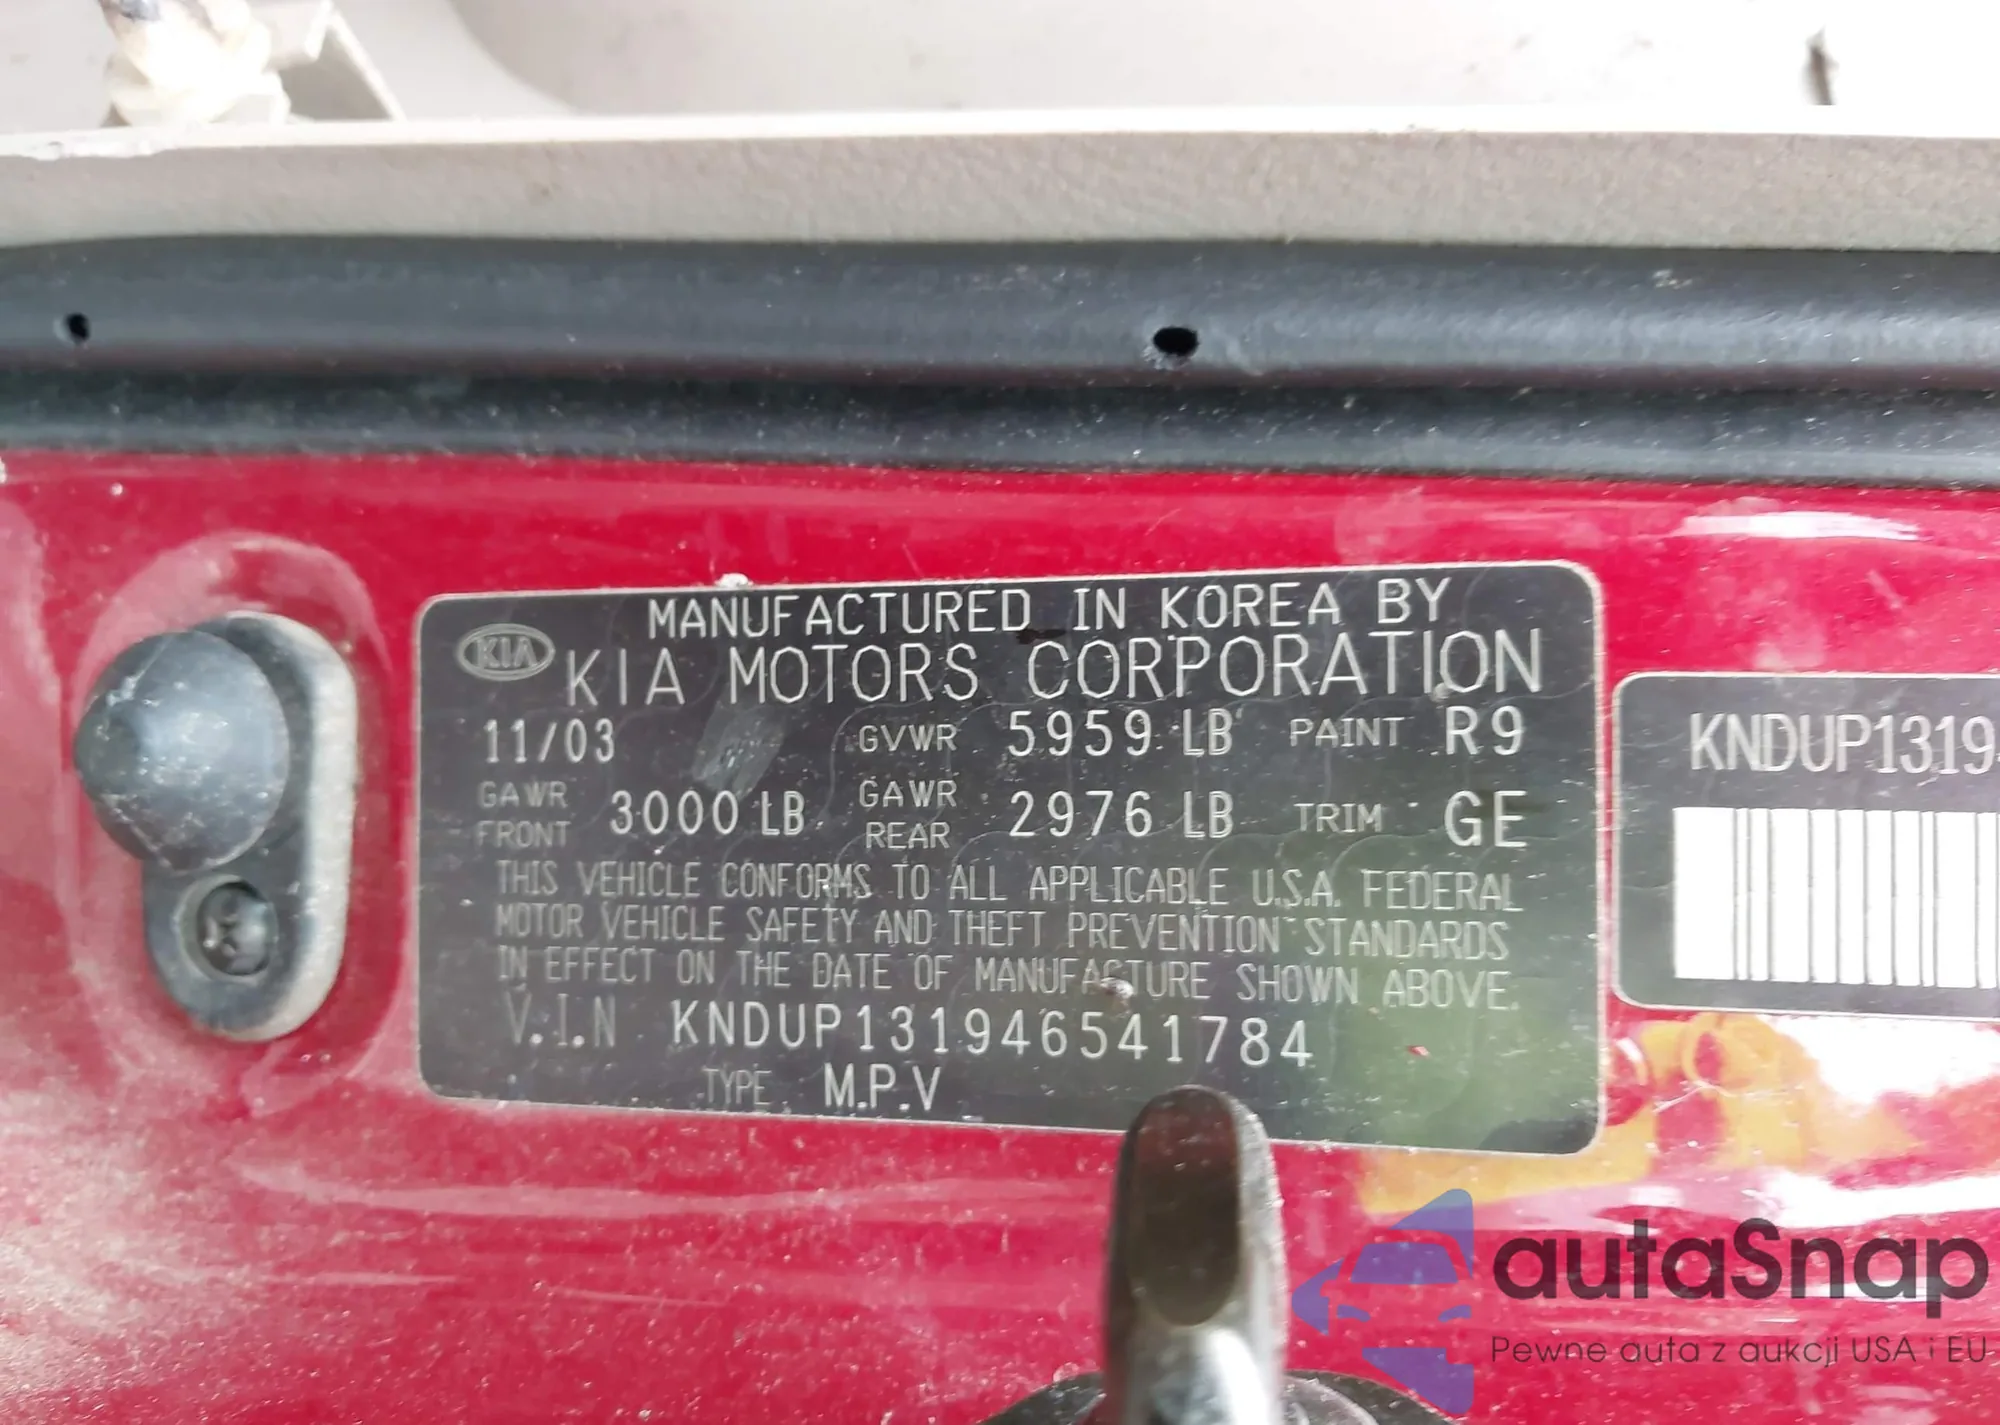 MANUFACTURED IN KOREA BY
KIA KIA MOTORS CORPORATION
11/03 GVWR 5959 LB PAINT R9
GAWR FRONT 3000 LB GAWR REAR 2976 LB TRIM GE
THIS VEHICLE CONFORMS TO ALL APPLICABLE U.S.A. FEDERAL
MOTOR VEHICLE SAFETY AND THEFT PREVENTION STANDARDS
IN EFFECT ON THE DATE OF MANUFACTURE SHOWN ABOVE.
V.I.N KNDUP131946541784
TYPE M.P.V
KNDUP1319
autaSnap
Pewne auta z aukcji USA i EU